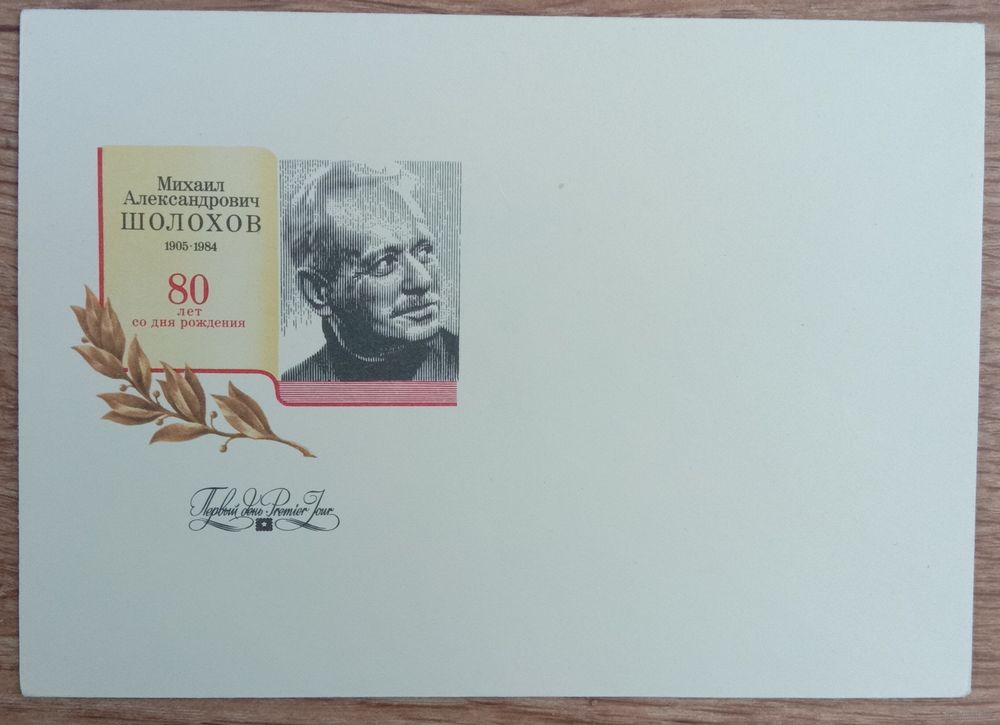 Михаил
Александрович
ШОЛОХОВ
1905·1984
80
лет
со дня рождения
Первый день Premier Jour